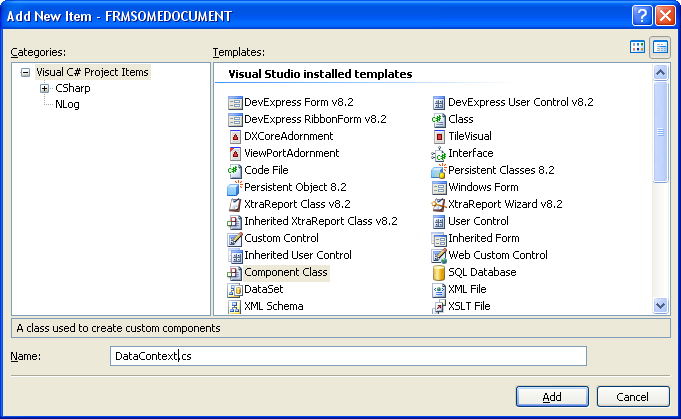 Add New Item - FRMSOMEDOCUMENT
Categories:
Templates:
Visual C# Project Items
CSharp
NLog
Visual Studio installed templates
DevExpress Form v8.2
DevExpress User Control v8.2
DevExpress RibbonForm v8.2
Class
DXCoreAdornment
TileVisual
ViewPortAdornment
Interface
Code File
Persistent Classes 8.2
Persistent Object 8.2
Windows Form
XtraReport Class v8.2
XtraReport Wizard v8.2
Inherited XtraReport Class v8.2
User Control
Custom Control
Inherited Form
Inherited User Control
Web Custom Control
Component Class
SQL Database
DataSet
XML File
XML Schema
XSLT File
A class used to create custom components
Name:
DataContext.cs
Add
Cancel